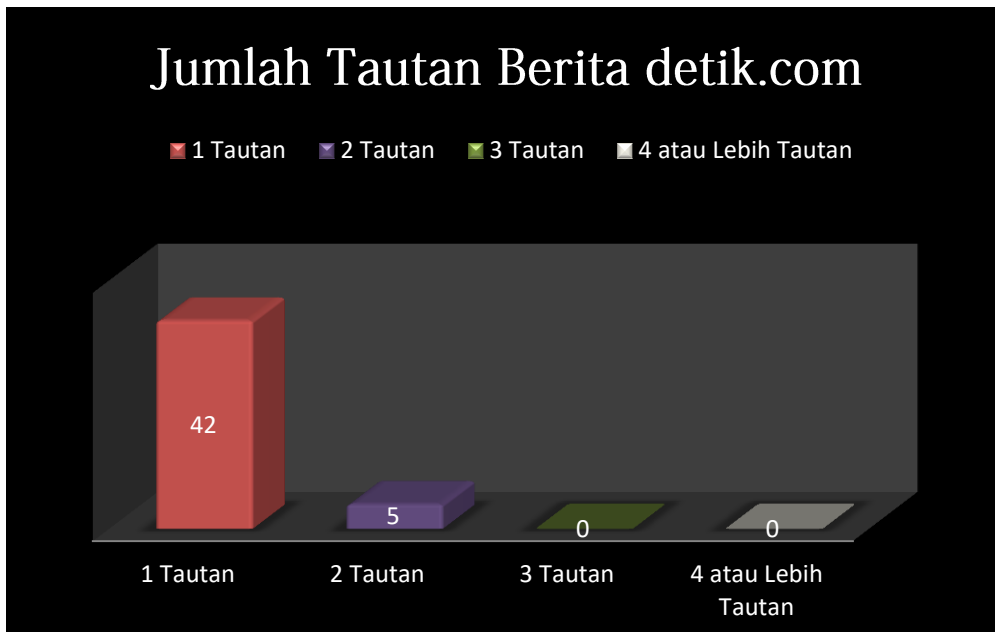 Jumlah Tautan Berita detik.com
1 Tautan 2 Tautan 3 Tautan 4 atau Lebih Tautan
42
5
0
0
1 Tautan 2 Tautan 3 Tautan 4 atau Lebih
Tautan